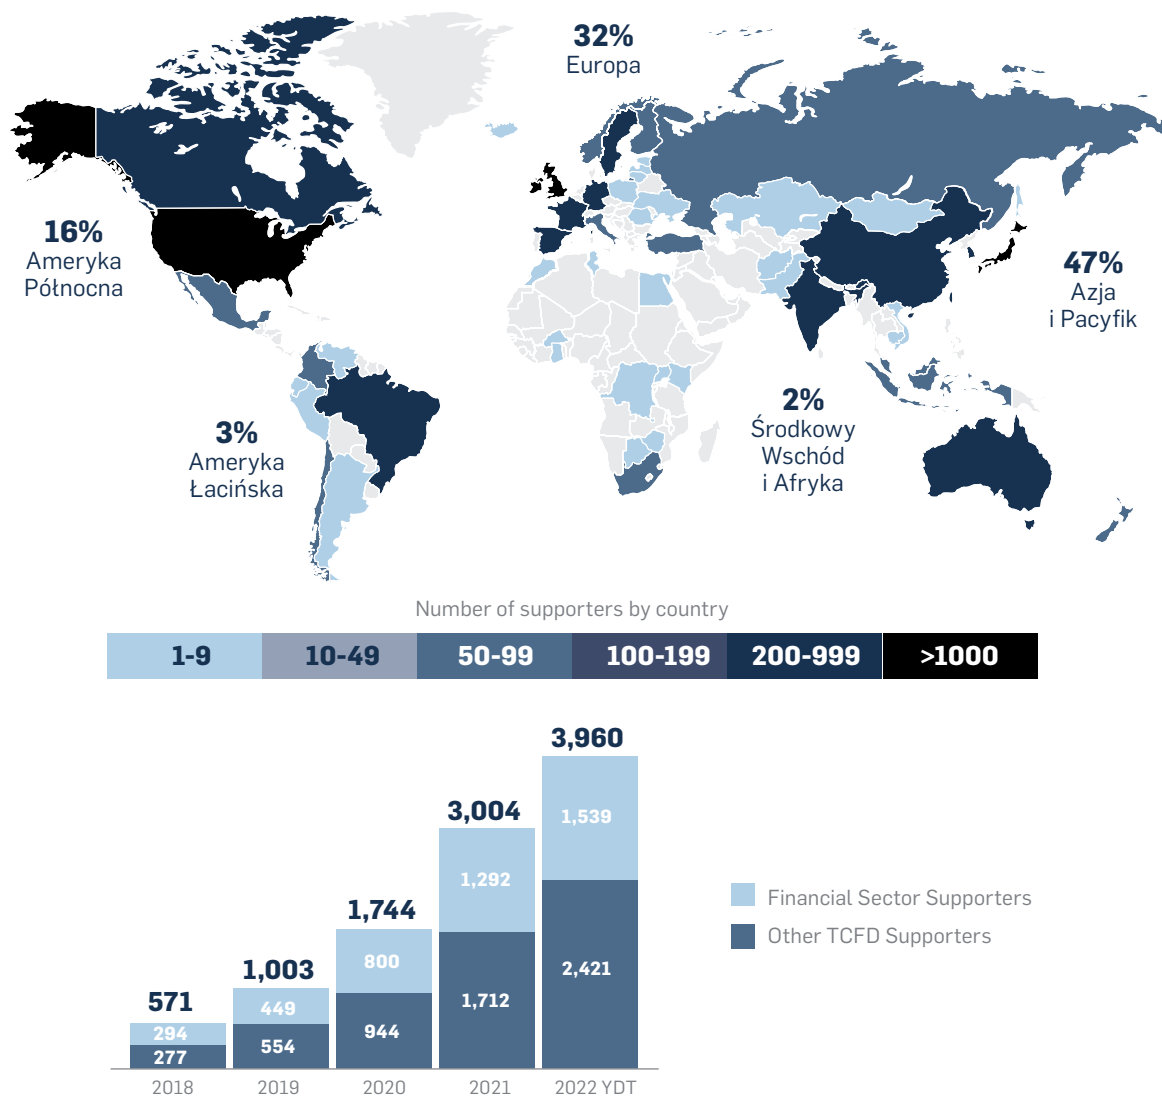 32%
Europa
16%
Ameryka
Północna
47%
Azja
i Pacyfik
2%
Środkowy
Wschód
i Afryka
3%
Ameryka
Łacińska
Number of supporters by country
1-9 10-49 50-99 100-199 200-999 >1000
3,960
1,539
3,004
1,292
2,421
1,744
800
1,712
1,003
449
944
571
294
554
277
2018 2019 2020 2021 2022 YDT
Financial Sector Supporters
Other TCFD Supporters